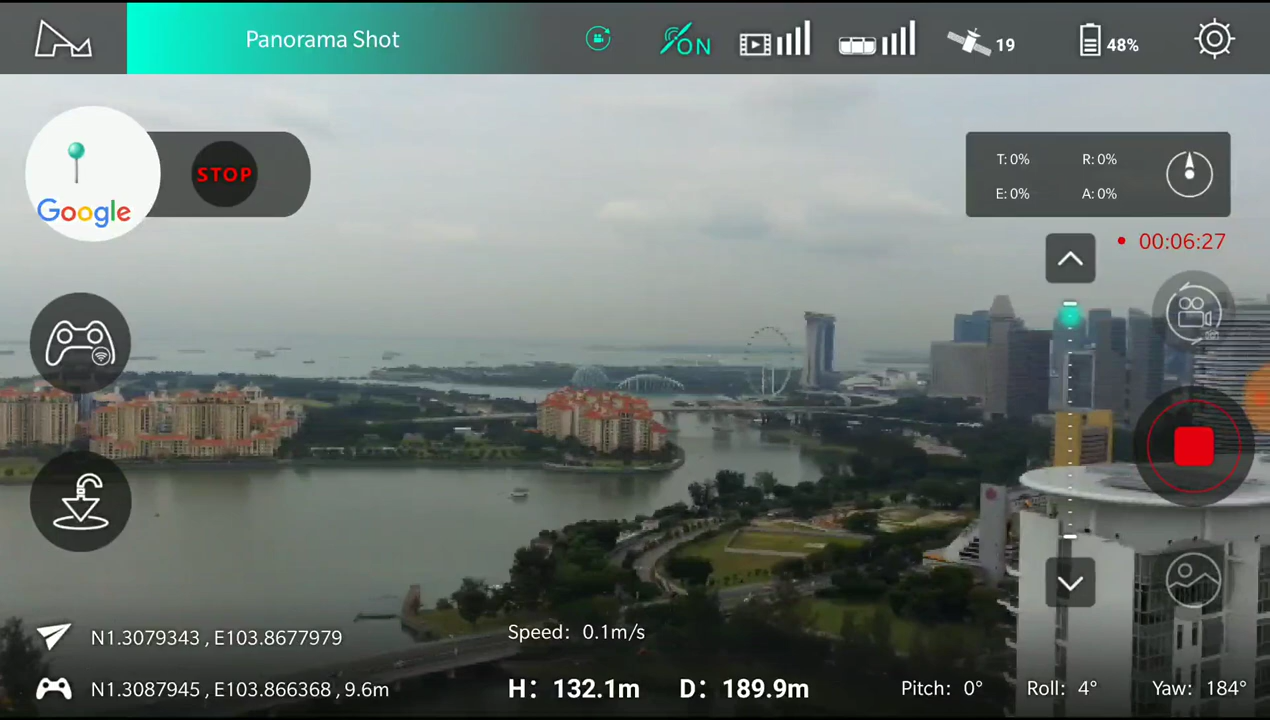 Panorama Shot
ON
19
48%
Google
STOP
T: 0%
R: 0%
E: 0%
A: 0%
00:06:27
N1.3079343 , E103.8677979
Speed: 0.1m/s
N1.3087945 , E103.866368 , 9.6m
H: 132.1m
D: 189.9m
Pitch: 0°
Roll: 4°
Yaw: 184°